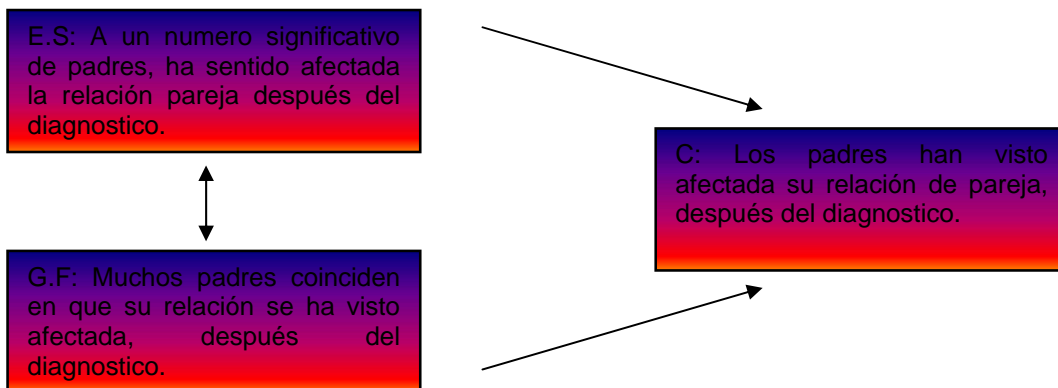 E.S: A un numero significativo
de padres, ha sentido afectada
la relación pareja después del
diagnostico.
C: Los padres han visto
afectada su relación de pareja,
después del diagnostico.
G.F: Muchos padres coinciden
en que su relación se ha visto
afectada, después del
diagnostico.